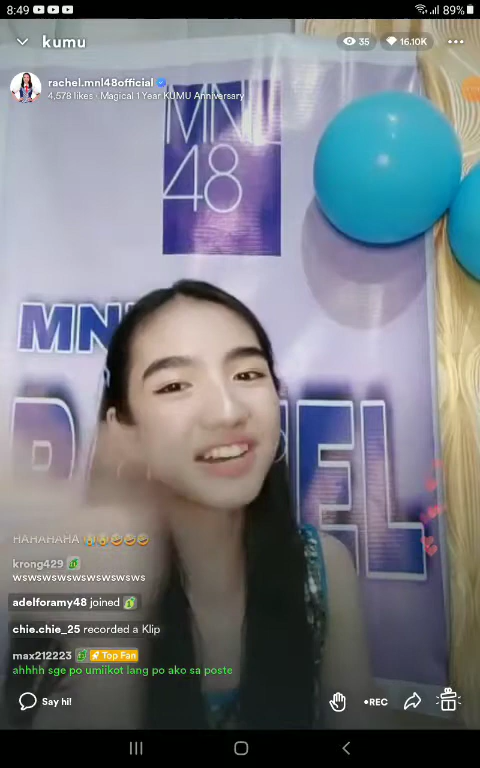 8:49
89%
kumu
35
16.10K
rachel.mnl48official
4,578 likes · Magical 1 Year KUMU Anniversary
MNL
48
MN
R
EL
HAHAHAHA 😭😭🤣🤣🤣
krong429
wswswswswswswswsws
adelforamy48 joined
chie.chie_25 recorded a Klip
max212223 Top Fan
ahhhh sge po umiikot lang po ako sa poste
Say hi!
•REC